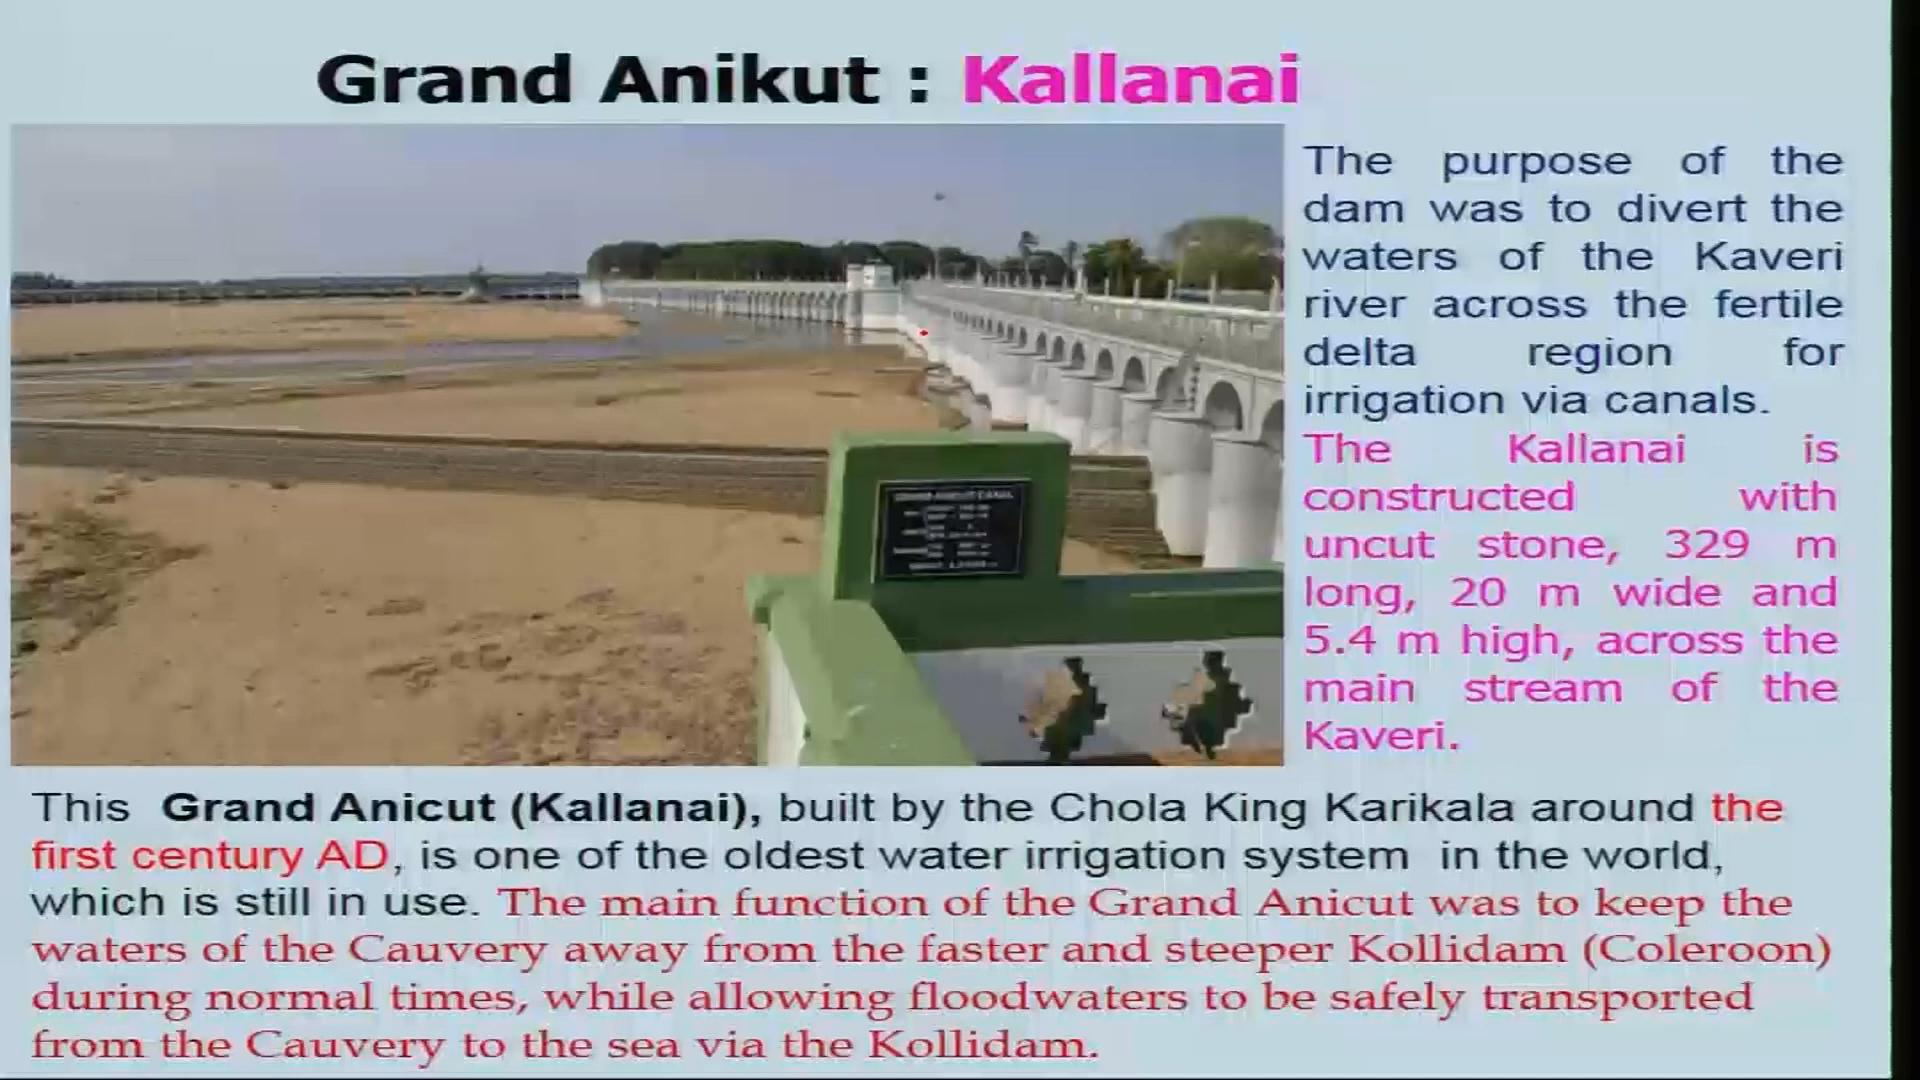 Grand Anikut : Kallanai
The purpose of the
dam was to divert the
waters of the Kaveri
river across the fertile
delta region for
irrigation via canals.
The Kallanai is
constructed with
uncut stone, 329 m
long, 20 m wide and
5.4 m high, across the
main stream of the
Kaveri.
GRAND ANICUT CANAL
This Grand Anicut (Kallanai), built by the Chola King Karikala around the
first century AD, is one of the oldest water irrigation system in the world,
which is still in use. The main function of the Grand Anicut was to keep the
waters of the Cauvery away from the faster and steeper Kollidam (Coleroon)
during normal times, while allowing floodwaters to be safely transported
from the Cauvery to the sea via the Kollidam.